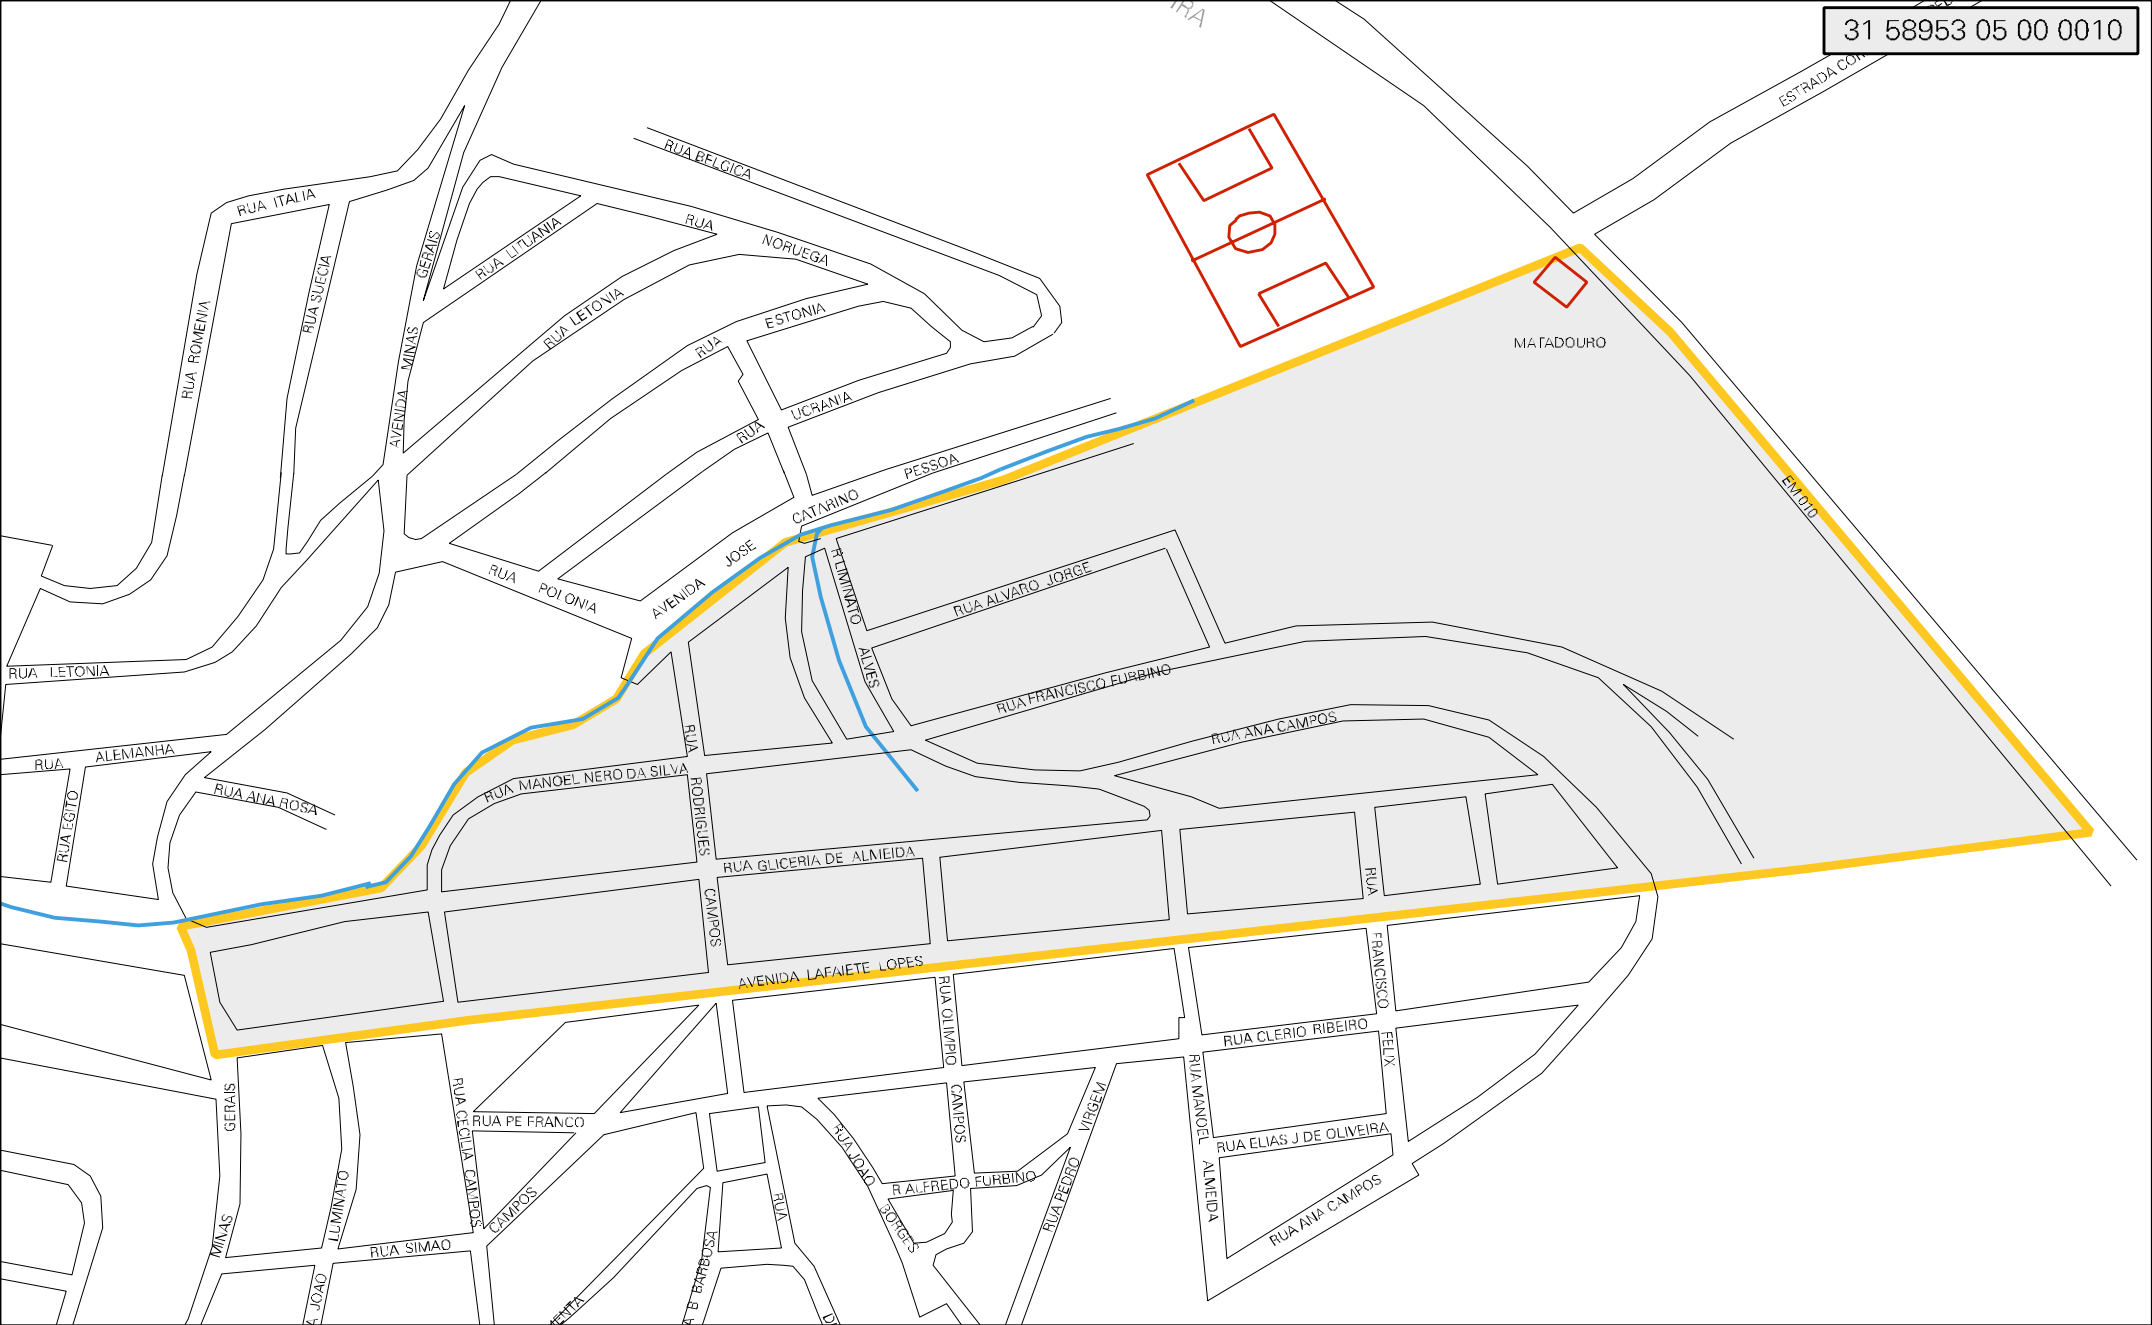 31 58953 05 00 0010
ESTRADA
RUA BELGICA
RUA ITALIA
RUA LITUANIA
RUA NORUEGA
RUA SUECIA
RUA ROMENIA
AVENIDA MINAS GERAIS
RUA LETONIA
RUA ESTONIA
RUA UCRANIA
MATADOURO
AVENIDA JOSE CATARINO PESSOA
EM 010
RUA POLONIA
R LIMINATO ALVES
RUA ALVARO JORGE
RUA LETONIA
RUA FRANCISCO FURBINO
RUA ANA CAMPOS
RUA ALEMANHA
RUA EGITO
RUA ANA ROSA
RUA MANOEL NERO DA SILVA
RUA RODRIGUES CAMPOS
RUA GLICERIA DE ALMEIDA
AVENIDA LAFAIETE LOPES
RUA FRANCISCO FELIX
RUA OLIMPIO CAMPOS
RUA CLERIO RIBEIRO
RUA MANOEL ALMEIDA
RUA ELIAS J DE OLIVEIRA
RUA ANA CAMPOS
RUA PEDRO VIRGEM
R ALFREDO FURBINO
RUA JOAO BORGES
RUA PE FRANCO
RUA CECILIA CAMPOS
RUA SIMAO CAMPOS
MINAS GERAIS
JOAO LUMINATO
B BARBOSA
RUA